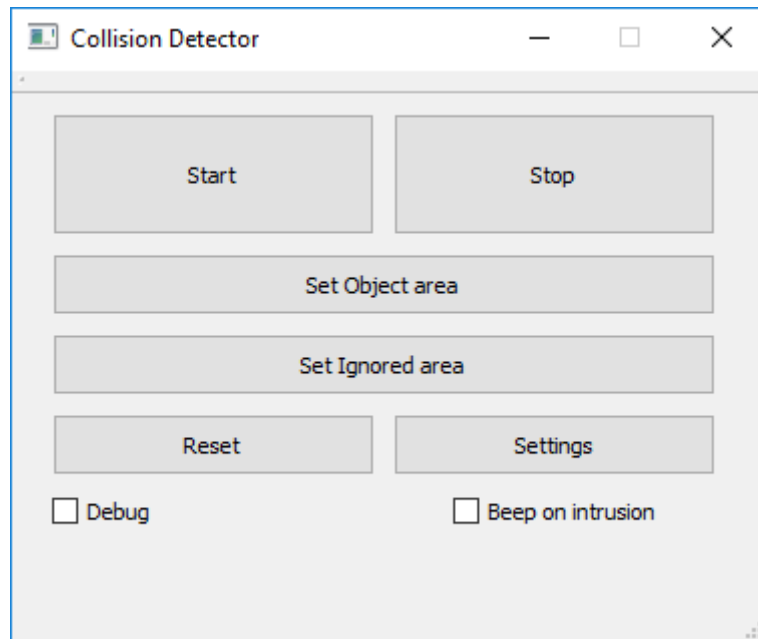 Collision Detector
Start Stop
Set Object area
Set Ignored area
Reset Settings
Debug Beep on intrusion